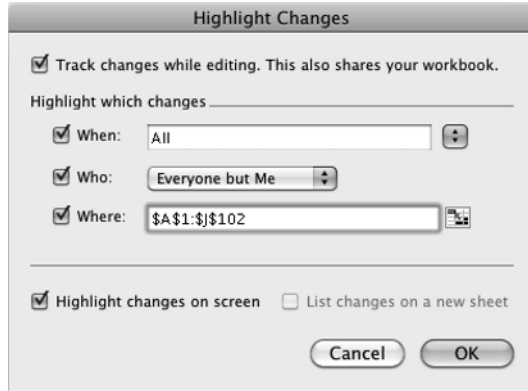 Highlight Changes
Track changes while editing. This also shares your workbook.
Highlight which changes
When: All
Who: Everyone but Me
Where: $A$1:$J$102
Highlight changes on screen List changes on a new sheet
Cancel OK